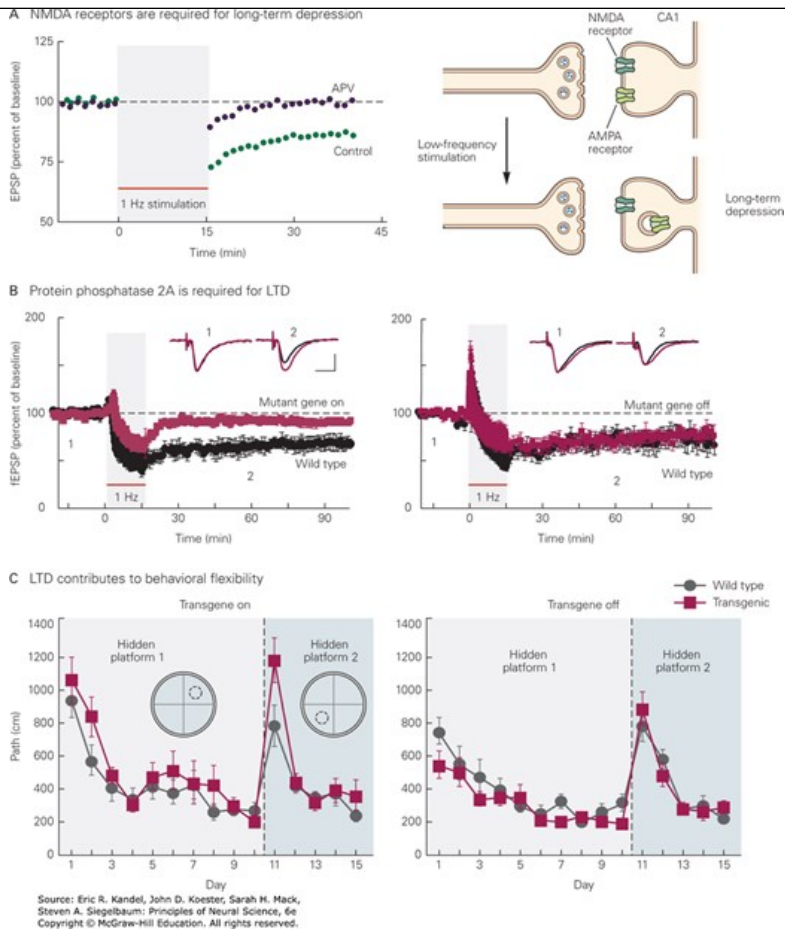 A NMDA receptors are required for long-term depression
125
100
75
50
EPSP (percent of baseline)
APV
Control
1 Hz stimulation
0
15
30
45
Time (min)
NMDA
receptor
CA1
AMPA
receptor
Low-frequency
stimulation
Long-term
depression
B Protein phosphatase 2A is required for LTD
200
100
0
fEPSP (percent of baseline)
1
2
Mutant gene on
1
Wild type
2
1 Hz
0
30
60
90
Time (min)
200
100
0
1
2
Mutant gene off
1
Wild type
2
1 Hz
0
30
60
90
Time (min)
C LTD contributes to behavioral flexibility
Wild type
Transgenic
Transgene on
1400
1200
1000
800
600
400
200
0
Path (cm)
Hidden
platform 1
Hidden
platform 2
1 3 5 7 9 11 13 15
Day
Transgene off
1400
1200
1000
800
600
400
200
0
Hidden
platform 1
Hidden
platform 2
1 3 5 7 9 11 13 15
Day
Source: Eric R. Kandel, John D. Koester, Sarah H. Mack,
Steven A. Siegelbaum: Principles of Neural Science, 6e
Copyright © McGraw-Hill Education. All rights reserved.